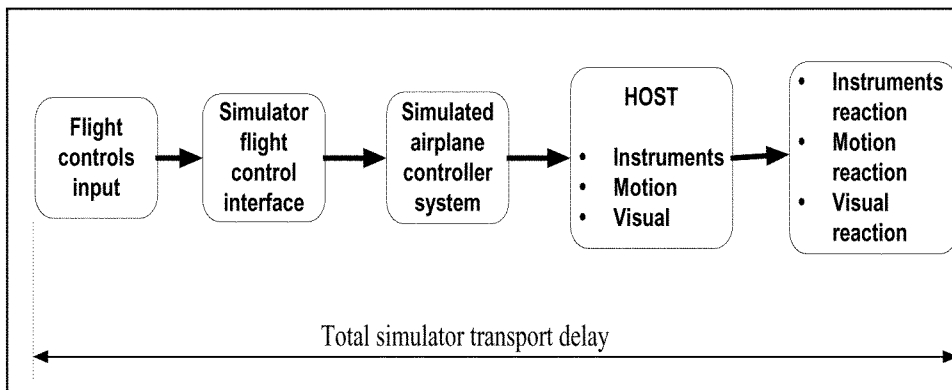 Flight
controls
input
Simulator
flight
control
interface
Simulated
airplane
controller
system
HOST
• Instruments
• Motion
• Visual
• Instruments
reaction
• Motion
reaction
• Visual
reaction
Total simulator transport delay